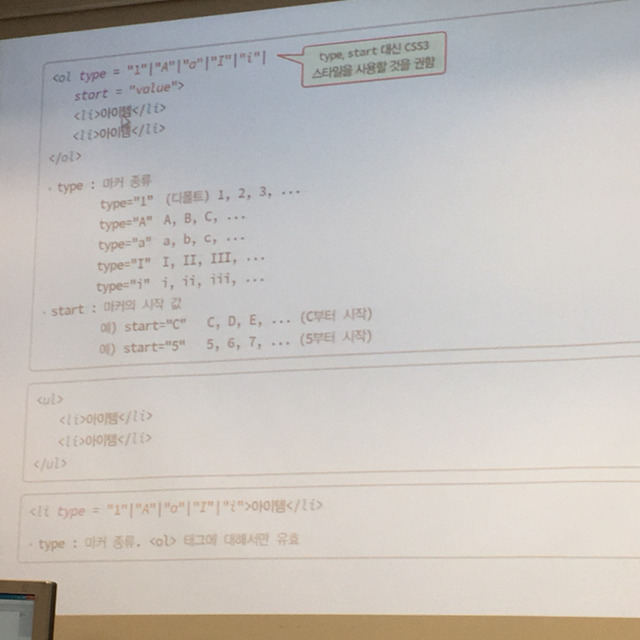 <ol type = "1"|"A"|"a"|"I"|"i"|
type, start 대신 CSS3
스타일을 사용할 것을 권함
start = "value">
<li>아이템</li>
<li>아이템</li>
</ol>
· type : 마커 종류
type="1" (디폴트) 1, 2, 3, ...
type="A" A, B, C, ...
type="a" a, b, c, ...
type="I" I, II, III, ...
type="i" i, ii, iii, ...
· start : 마커의 시작 값
예) start="C" C, D, E, ... (C부터 시작)
예) start="5" 5, 6, 7, ... (5부터 시작)
<ul>
<li>아이템</li>
<li>아이템</li>
</ul>
<li type = "1"|"A"|"a"|"I"|"i">아이템</li>
· type : 마커 종류. <ol> 태그에 대해서만 유효